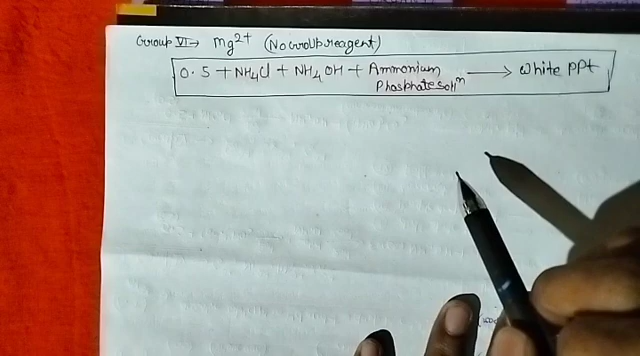 Group VI → Mg2+ (No Group reagent)
O.S + NH4Cl + NH4OH + Ammonium Phosphate Soln → White PPt